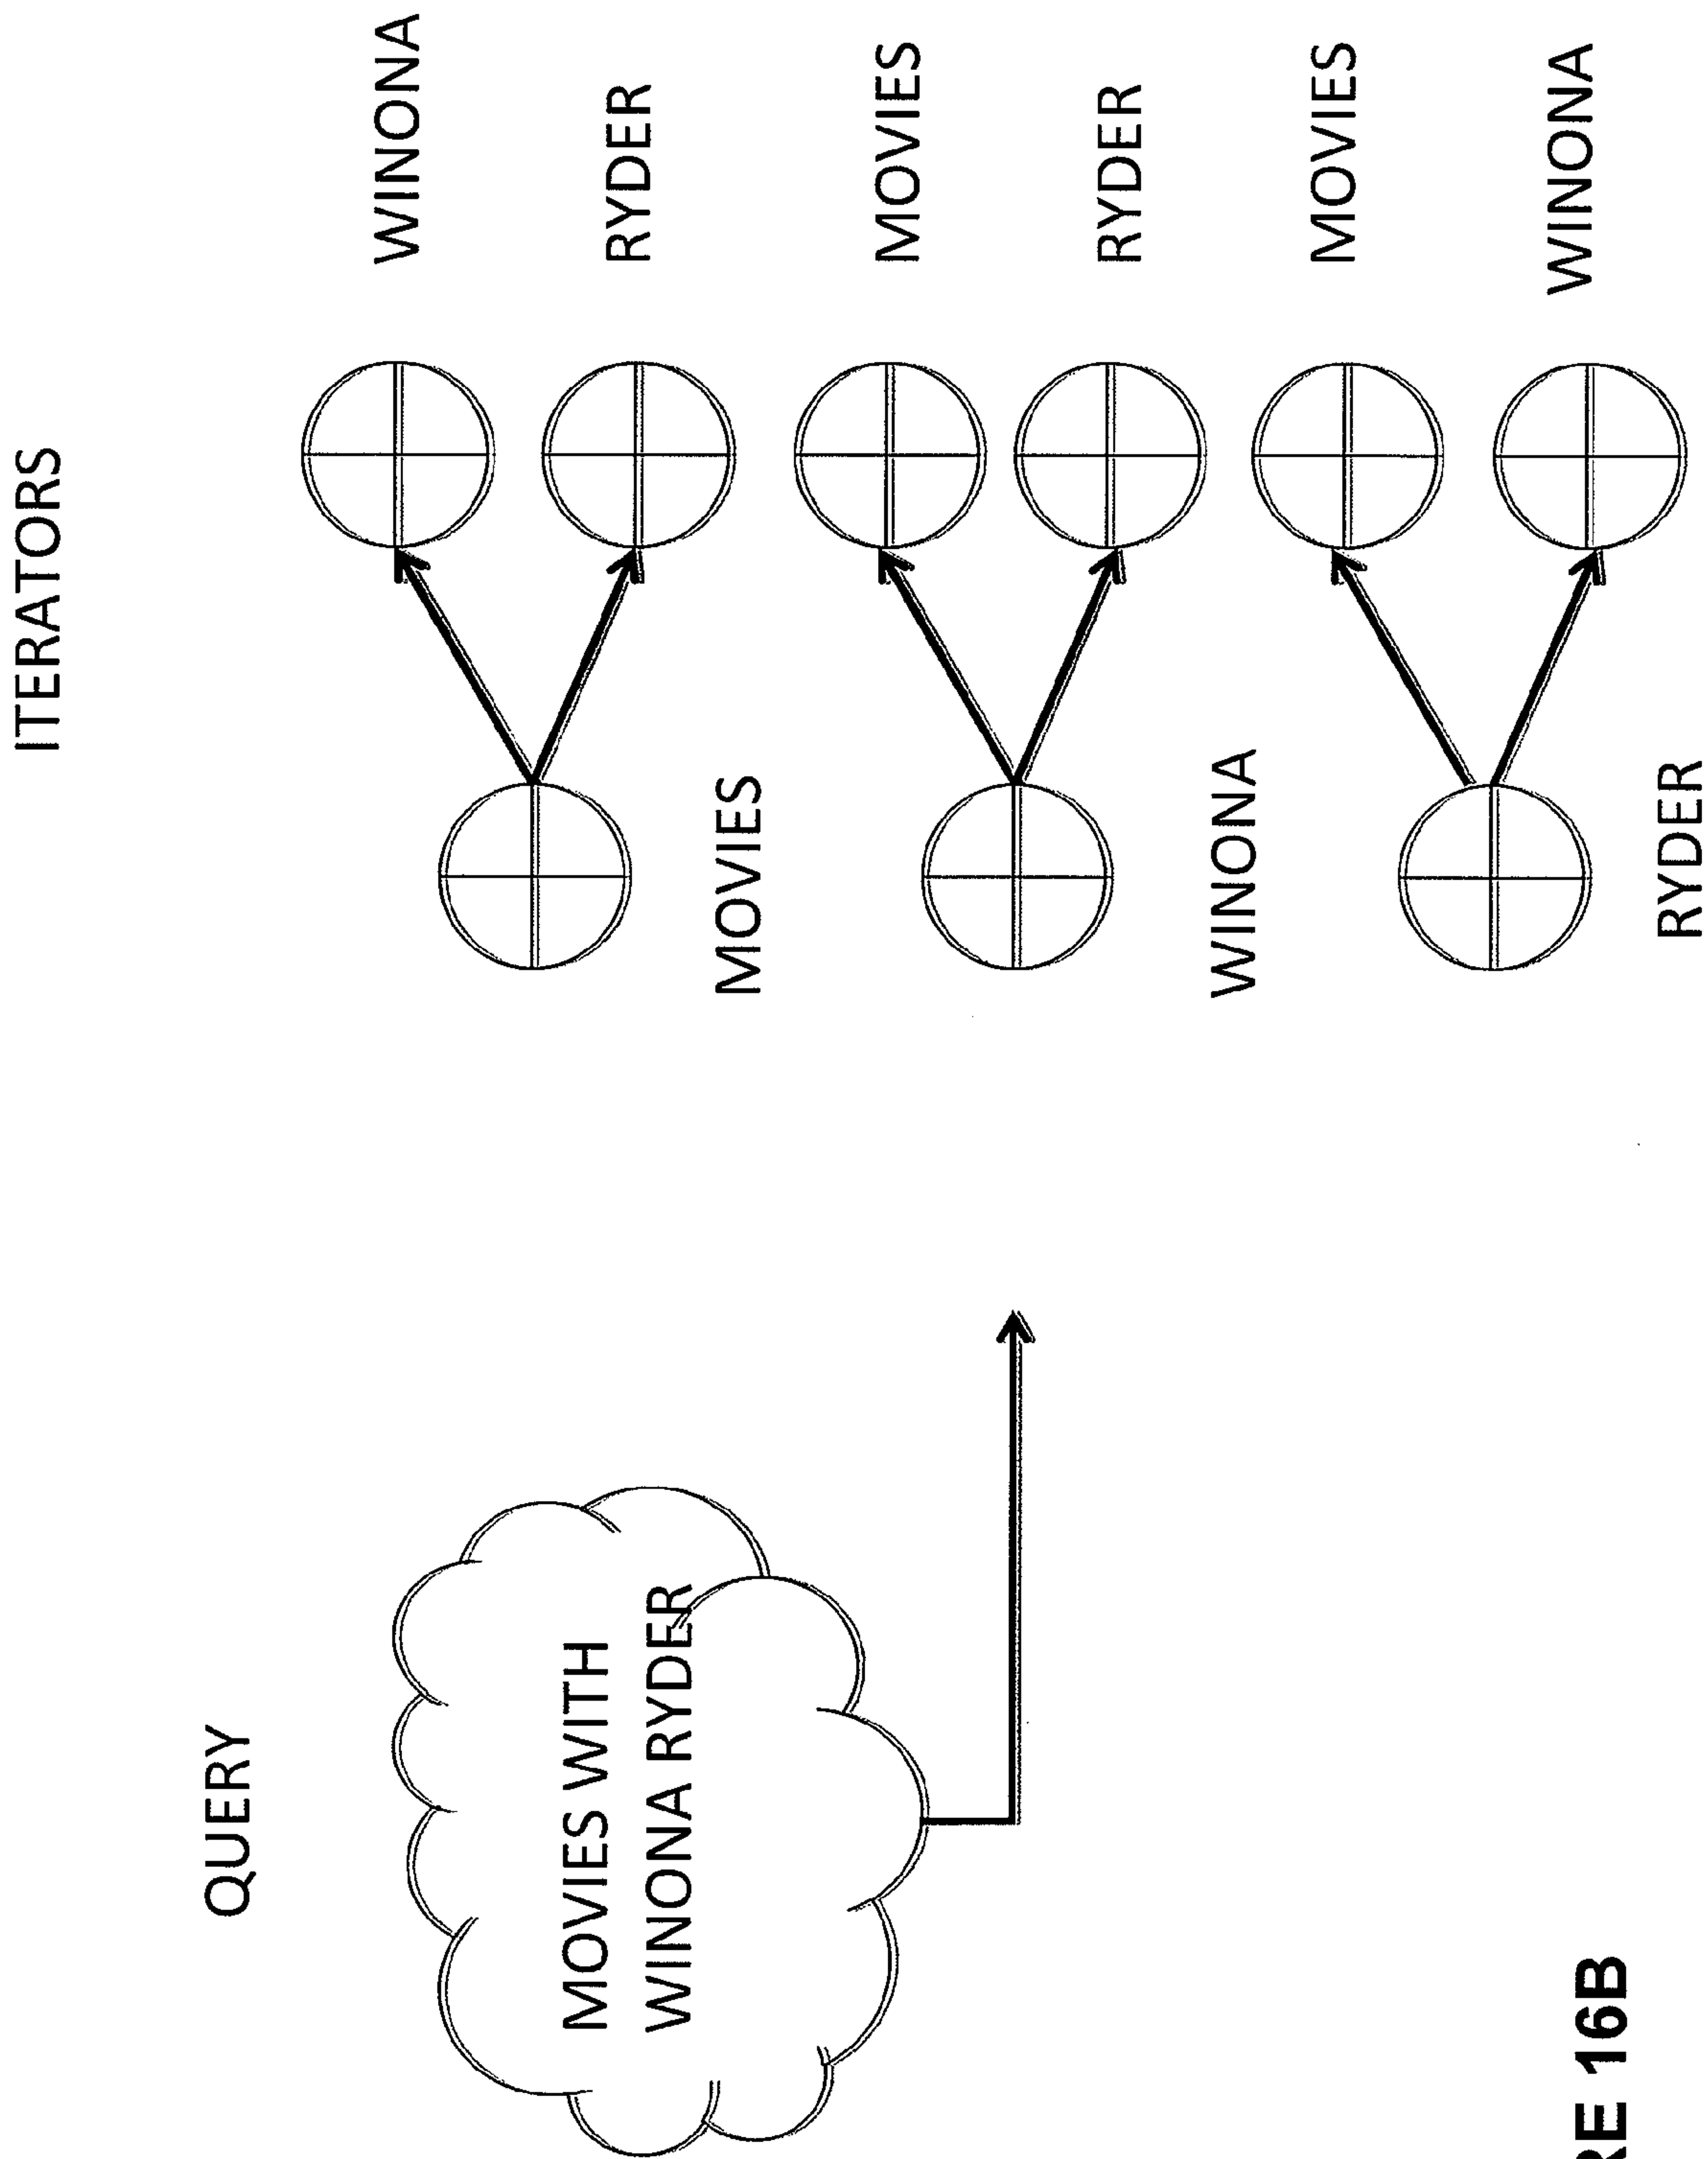 QUERY
MOVIES WITH
WINONA RYDER
ITERATORS
MOVIES
WINONA
RYDER
WINONA
MOVIES
RYDER
RYDER
MOVIES
WINONA
RE 16B